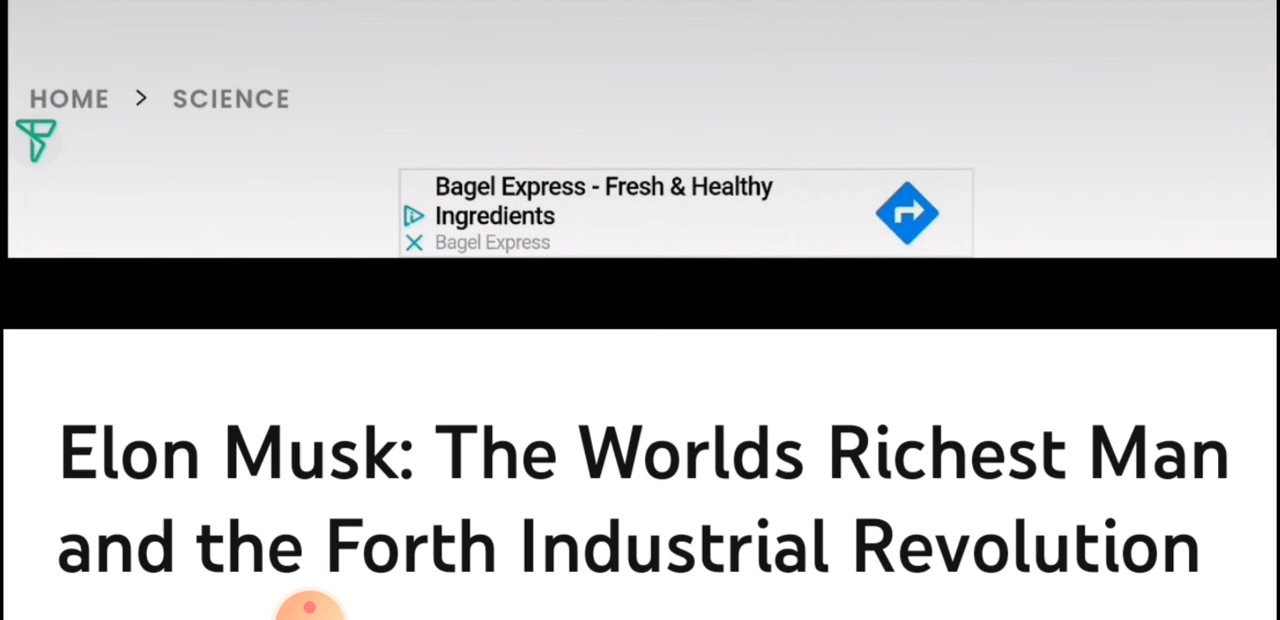 HOME > SCIENCE
Bagel Express - Fresh & Healthy
Ingredients
Bagel Express
Elon Musk: The Worlds Richest Man
and the Forth Industrial Revolution